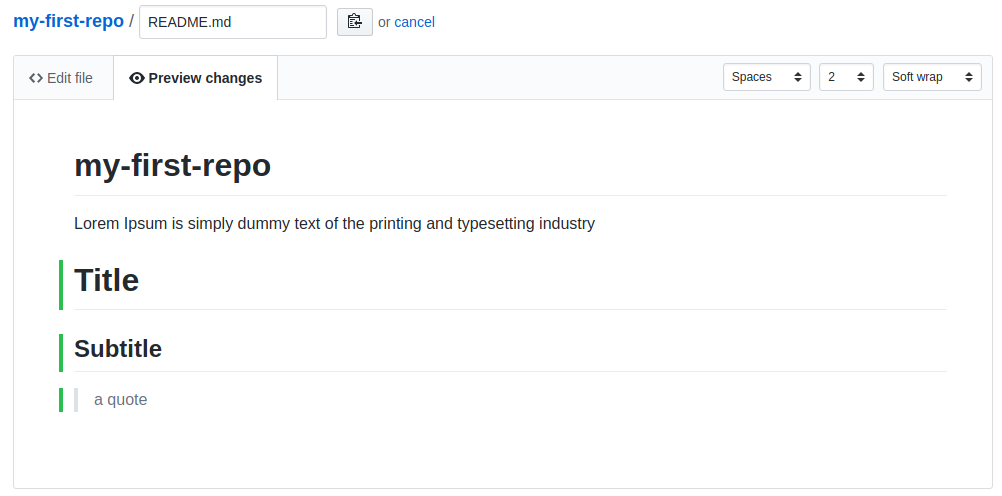 my-first-repo / README.md or cancel
Edit file Preview changes Spaces 2 Soft wrap
my-first-repo
Lorem Ipsum is simply dummy text of the printing and typesetting industry
Title
Subtitle
a quote